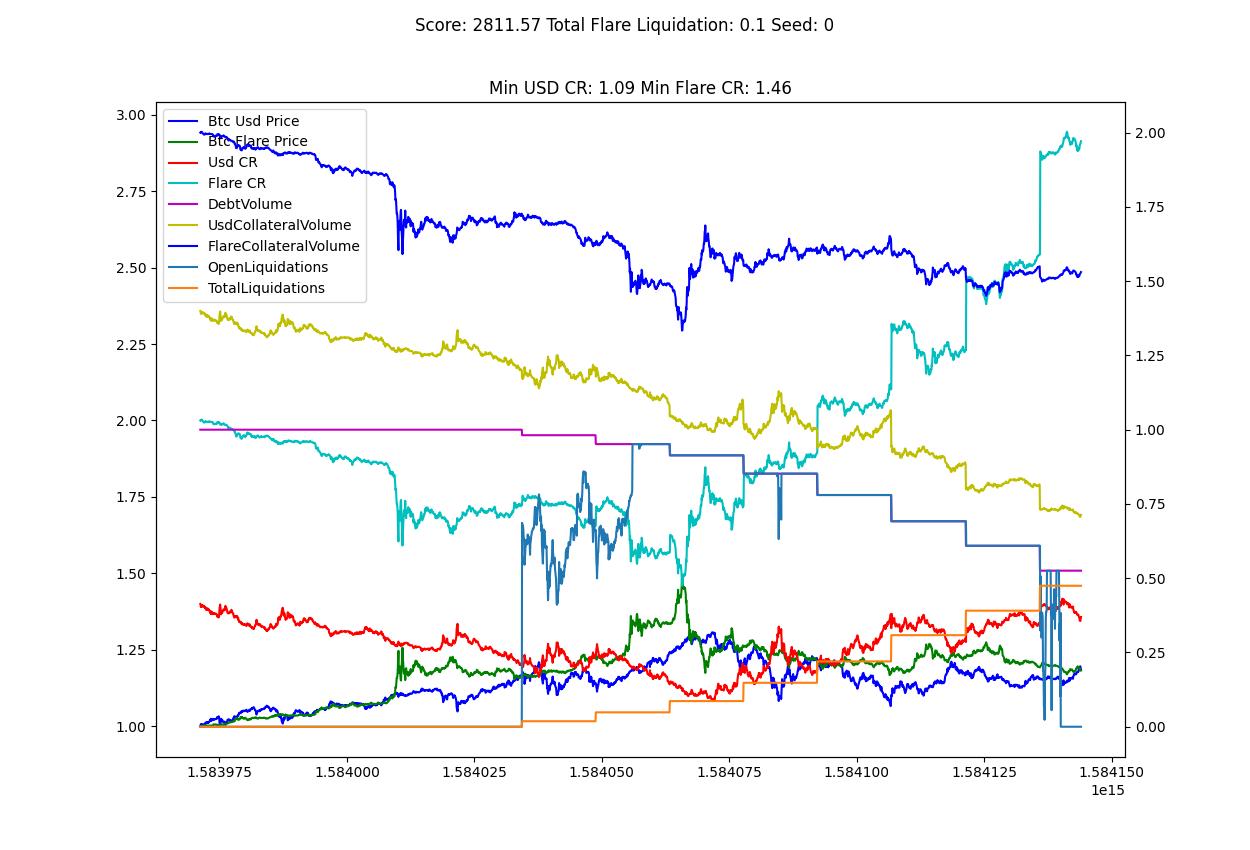 Score: 2811.57 Total Flare Liquidation: 0.1 Seed: 0
Min USD CR: 1.09 Min Flare CR: 1.46
3.00
2.75
2.50
2.25
2.00
1.75
1.50
1.25
1.00
Btc Usd Price
Btc Flare Price
Usd CR
Flare CR
DebtVolume
UsdCollateralVolume
FlareCollateralVolume
OpenLiquidations
TotalLiquidations
2.00
1.75
1.50
1.25
1.00
0.75
0.50
0.25
0.00
1.583975 1.584000 1.584025 1.584050 1.584075 1.584100 1.584125 1.584150
1e15